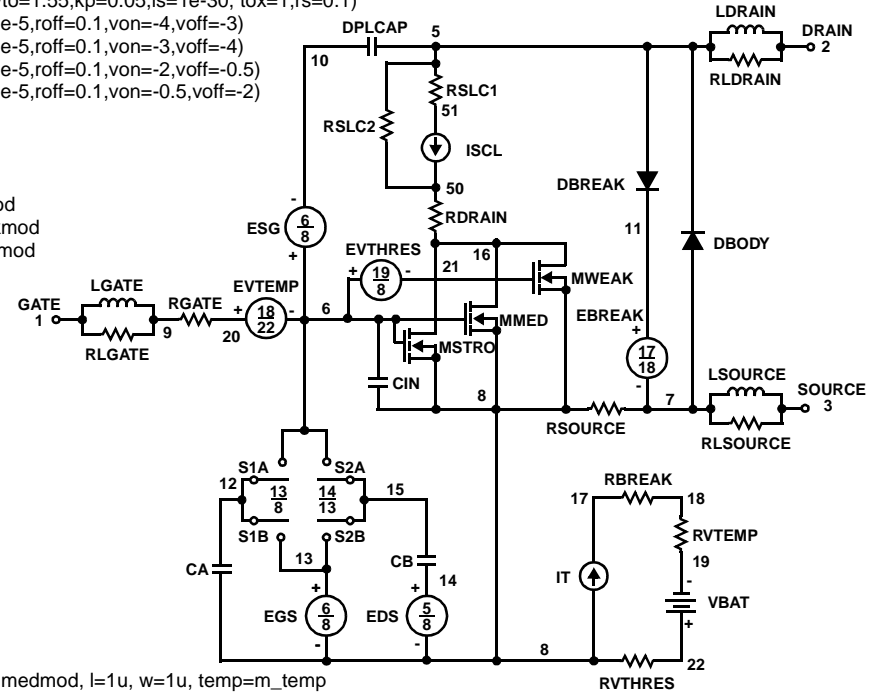 to=1.55,kp=0.05,is=1e-30, tox=1,rs=0.1)
e-5,roff=0.1,von=-4,voff=-3)
e-5,roff=0.1,von=-3,voff=-4)
e-5,roff=0.1,von=-2,voff=-0.5)
e-5,roff=0.1,von=-0.5,voff=-2)
LDRAIN
DPLCAP 5 DRAIN
10 2
RLDRAIN
RSLC1
51
RSLC2
ISCL
50
od
mod
mod
RDRAIN
DBREAK
ESG 6 8
- +
11
DBODY
EVTHRES
+ 19 8 -
21
16
MWEAK
LGATE
EVTEMP
GATE
1
RGATE
+ 18 22 -
6
EBREAK
+
MMED
9
20
RLGATE
MSTRO
17 18
-
CIN
LSOURCE
8
7
SOURCE
3
RSOURCE
RLSOURCE
S1A
S2A
12
13 8
14 13
15
RBREAK
17
18
S1B
S2B
RVTEMP
13
CB
19
CA
14
IT
-
VBAT
+
+
+
EGS 6 8
EDS 5 8
-
-
8
22
RVTHRES
medmod, l=1u, w=1u, temp=m_temp